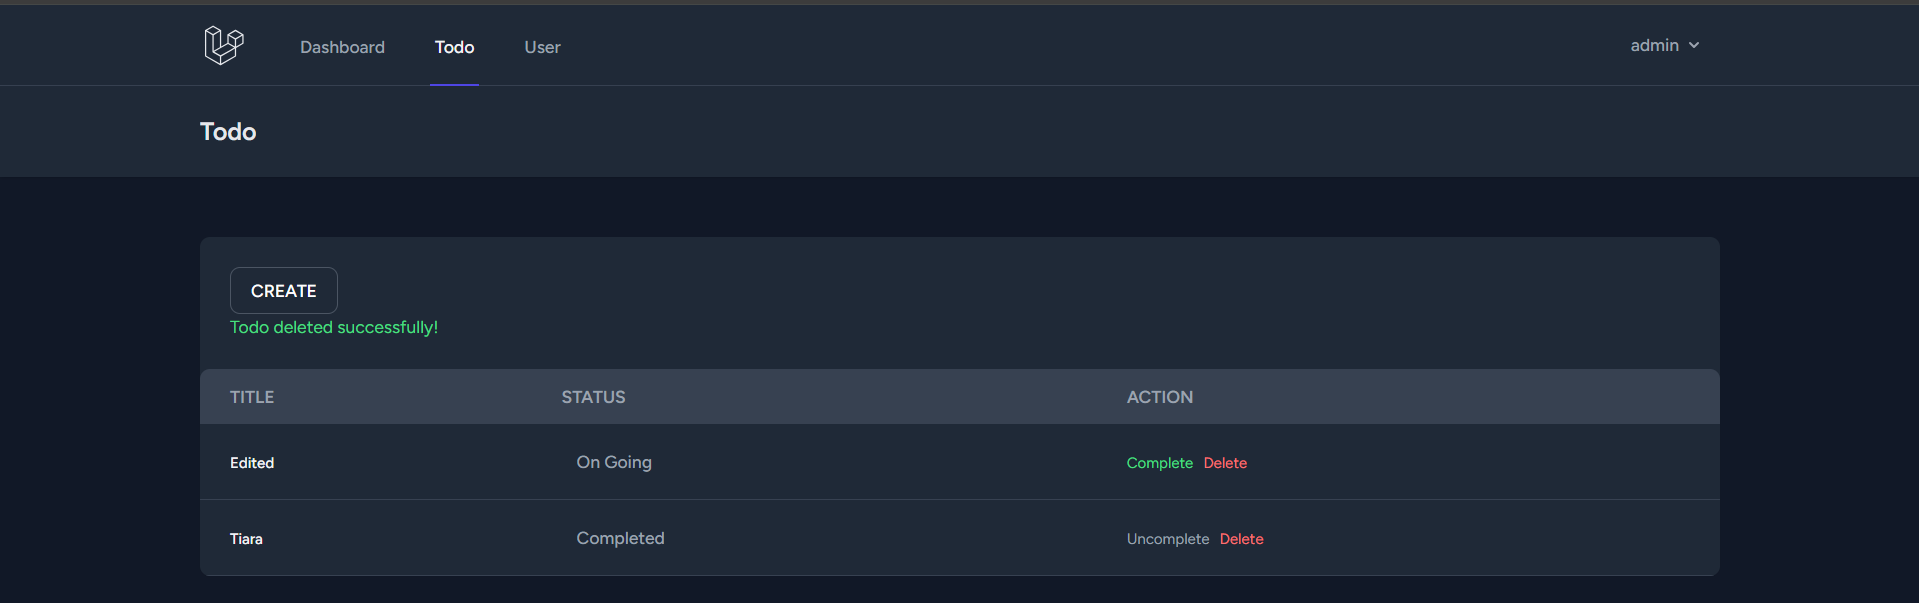 Dashboard Todo User admin
Todo
CREATE
Todo deleted successfully!
TITLE STATUS ACTION
Edited On Going Complete Delete
Tiara Completed Uncomplete Delete